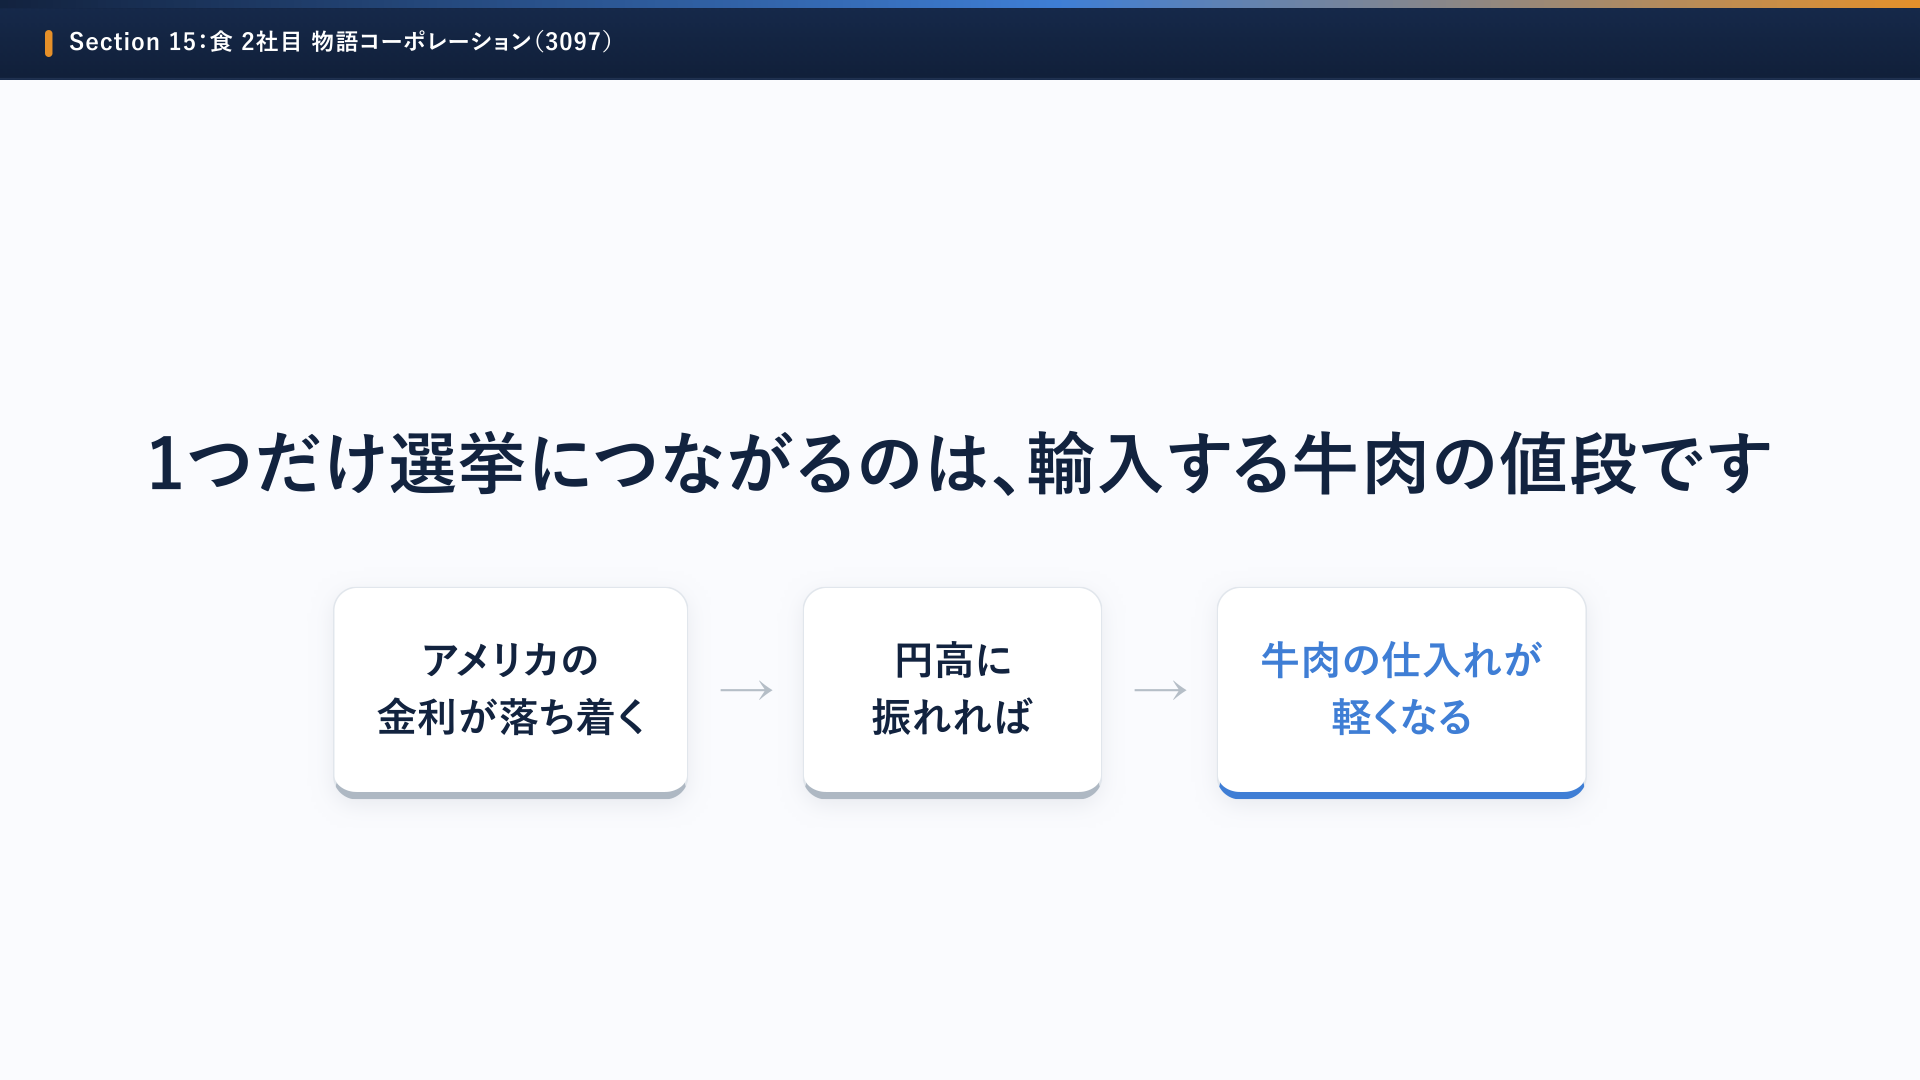 Section 15：食 2社目 物語コーポレーション（3097）
1つだけ選挙につながるのは、輸入する牛肉の値段です
アメリカの
金利が落ち着く
→
円高に
振れれば
→
牛肉の仕入れが
軽くなる